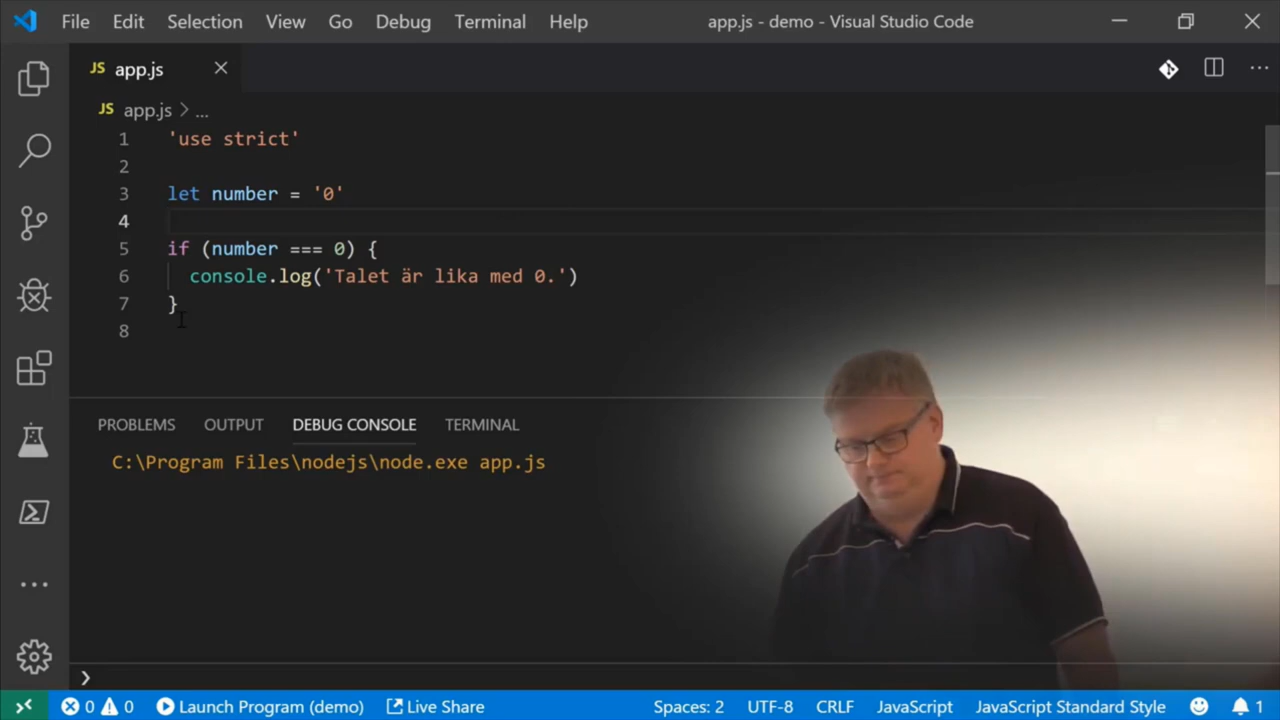 File Edit Selection View Go Debug Terminal Help app.js - demo - Visual Studio Code
JS app.js
JS app.js > ...
1 'use strict'
2
3 let number = '0'
4
5 if (number === 0) {
6 console.log('Talet är lika med 0.')
7 }
8
PROBLEMS OUTPUT DEBUG CONSOLE TERMINAL
C:\Program Files\nodejs\node.exe app.js
0 0 Launch Program (demo) Live Share Spaces: 2 UTF-8 CRLF JavaScript JavaScript Standard Style 1